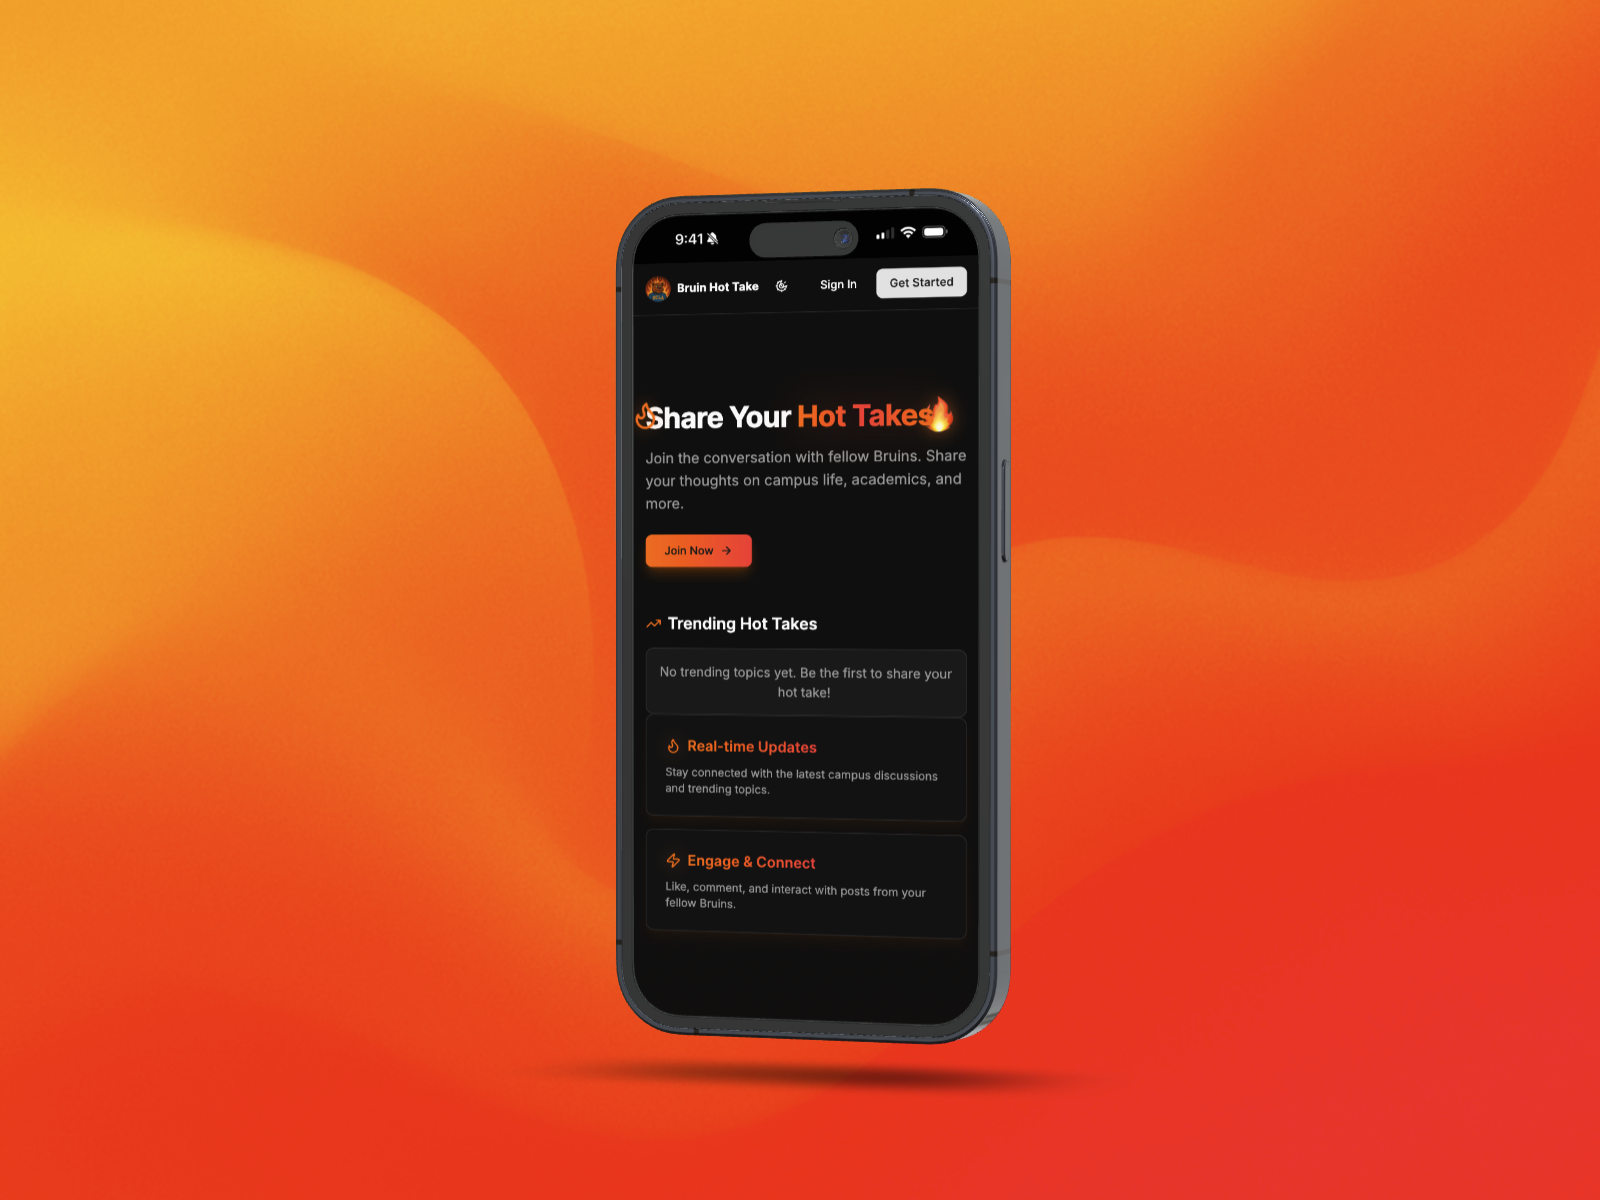 9:41
Bruin Hot Take
Sign In
Get Started
Share Your Hot Takes
Join the conversation with fellow Bruins. Share
your thoughts on campus life, academics, and
more.
Join Now →
Trending Hot Takes
No trending topics yet. Be the first to share your
hot take!
Real-time Updates
Stay connected with the latest campus discussions
and trending topics.
Engage & Connect
Like, comment, and interact with posts from your
fellow Bruins.